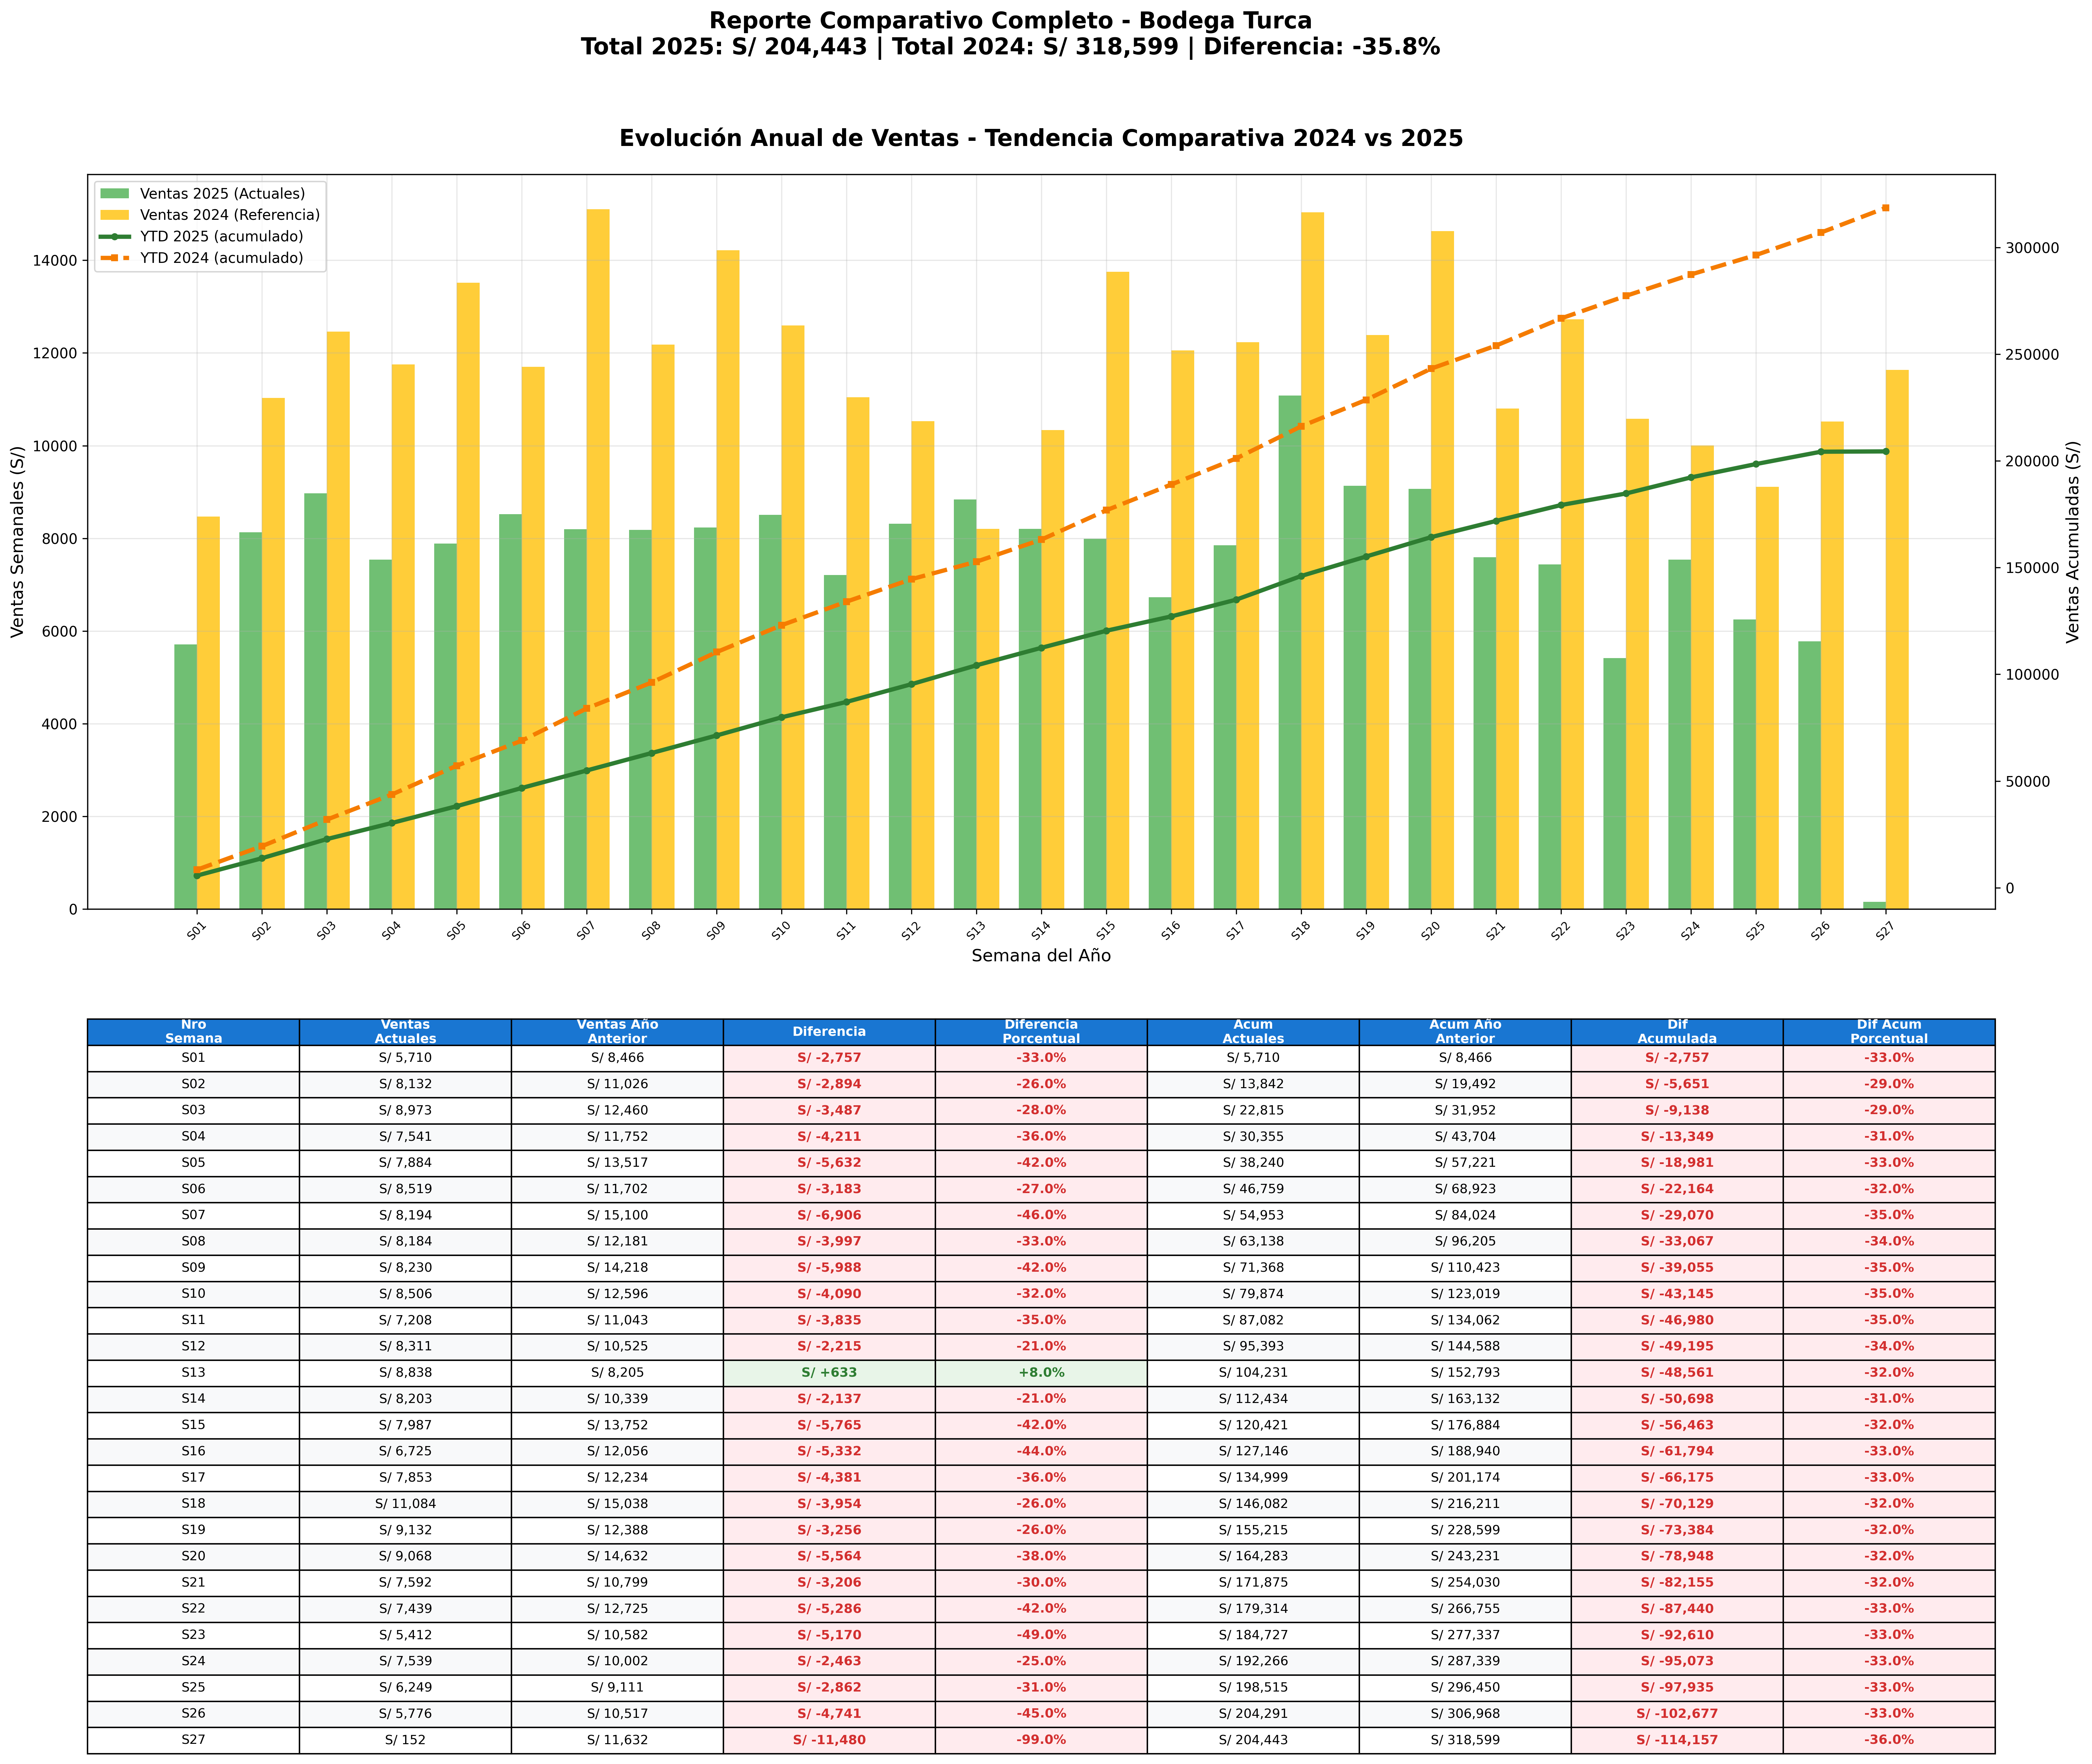 Reporte Comparativo Completo - Bodega Turca
Total 2025: S/ 204,443 | Total 2024: S/ 318,599 | Diferencia: -35.8%
Evolución Anual de Ventas - Tendencia Comparativa 2024 vs 2025
Ventas 2025 (Actuales)
Ventas 2024 (Referencia)
YTD 2025 (acumulado)
YTD 2024 (acumulado)
Ventas Semanales (S/)
14000
12000
10000
8000
6000
4000
2000
0
300000
250000
200000
150000
100000
50000
0
Ventas Acumuladas (S/)
S01 S02 S03 S04 S05 S06 S07 S08 S09 S10 S11 S12 S13 S14 S15 S16 S17 S18 S19 S20 S21 S22 S23 S24 S25 S26 S27
Semana del Año
Nro Semana Ventas Actuales Ventas Año Anterior Diferencia Diferencia Porcentual Acum Actuales Acum Año Anterior Dif Acumulada Dif Acum Porcentual
S01 S/ 5,710 S/ 8,466 S/ -2,757 -33.0% S/ 5,710 S/ 8,466 S/ -2,757 -33.0%
S02 S/ 8,132 S/ 11,026 S/ -2,894 -26.0% S/ 13,842 S/ 19,492 S/ -5,651 -29.0%
S03 S/ 8,973 S/ 12,460 S/ -3,487 -28.0% S/ 22,815 S/ 31,952 S/ -9,138 -29.0%
S04 S/ 7,541 S/ 11,752 S/ -4,211 -36.0% S/ 30,355 S/ 43,704 S/ -13,349 -31.0%
S05 S/ 7,884 S/ 13,517 S/ -5,632 -42.0% S/ 38,240 S/ 57,221 S/ -18,981 -33.0%
S06 S/ 8,519 S/ 11,702 S/ -3,183 -27.0% S/ 46,759 S/ 68,923 S/ -22,164 -32.0%
S07 S/ 8,194 S/ 15,100 S/ -6,906 -46.0% S/ 54,953 S/ 84,024 S/ -29,070 -35.0%
S08 S/ 8,184 S/ 12,181 S/ -3,997 -33.0% S/ 63,138 S/ 96,205 S/ -33,067 -34.0%
S09 S/ 8,230 S/ 14,218 S/ -5,988 -42.0% S/ 71,368 S/ 110,423 S/ -39,055 -35.0%
S10 S/ 8,506 S/ 12,596 S/ -4,090 -32.0% S/ 79,874 S/ 123,019 S/ -43,145 -35.0%
S11 S/ 7,208 S/ 11,043 S/ -3,835 -35.0% S/ 87,082 S/ 134,062 S/ -46,980 -35.0%
S12 S/ 8,311 S/ 10,525 S/ -2,215 -21.0% S/ 95,393 S/ 144,588 S/ -49,195 -34.0%
S13 S/ 8,838 S/ 8,205 S/ +633 +8.0% S/ 104,231 S/ 152,793 S/ -48,561 -32.0%
S14 S/ 8,203 S/ 10,339 S/ -2,137 -21.0% S/ 112,434 S/ 163,132 S/ -50,698 -31.0%
S15 S/ 7,987 S/ 13,752 S/ -5,765 -42.0% S/ 120,421 S/ 176,884 S/ -56,463 -32.0%
S16 S/ 6,725 S/ 12,056 S/ -5,332 -44.0% S/ 127,146 S/ 188,940 S/ -61,794 -33.0%
S17 S/ 7,853 S/ 12,234 S/ -4,381 -36.0% S/ 134,999 S/ 201,174 S/ -66,175 -33.0%
S18 S/ 11,084 S/ 15,038 S/ -3,954 -26.0% S/ 146,082 S/ 216,211 S/ -70,129 -32.0%
S19 S/ 9,132 S/ 12,388 S/ -3,256 -26.0% S/ 155,215 S/ 228,599 S/ -73,384 -32.0%
S20 S/ 9,068 S/ 14,632 S/ -5,564 -38.0% S/ 164,283 S/ 243,231 S/ -78,948 -32.0%
S21 S/ 7,592 S/ 10,799 S/ -3,206 -30.0% S/ 171,875 S/ 254,030 S/ -82,155 -32.0%
S22 S/ 7,439 S/ 12,725 S/ -5,286 -42.0% S/ 179,314 S/ 266,755 S/ -87,440 -33.0%
S23 S/ 5,412 S/ 10,582 S/ -5,170 -49.0% S/ 184,727 S/ 277,337 S/ -92,610 -33.0%
S24 S/ 7,539 S/ 10,002 S/ -2,463 -25.0% S/ 192,266 S/ 287,339 S/ -95,073 -33.0%
S25 S/ 6,249 S/ 9,111 S/ -2,862 -31.0% S/ 198,515 S/ 296,450 S/ -97,935 -33.0%
S26 S/ 5,776 S/ 10,517 S/ -4,741 -45.0% S/ 204,291 S/ 306,968 S/ -102,677 -33.0%
S27 S/ 152 S/ 11,632 S/ -11,480 -99.0% S/ 204,443 S/ 318,599 S/ -114,157 -36.0%